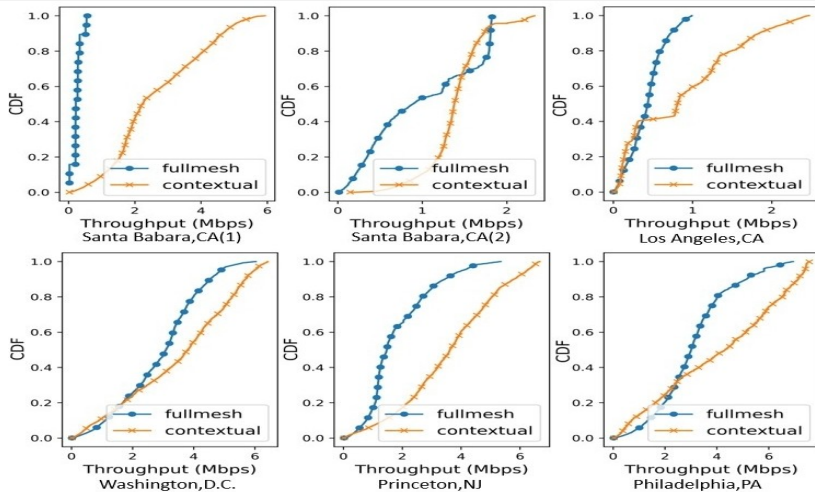 CDF
1.0
0.8
0.6
0.4
0.2
0.0
fullmesh
contextual
0 2 4 6
Throughput (Mbps)
Santa Babara,CA(1)
CDF
1.0
0.8
0.6
0.4
0.2
0.0
fullmesh
contextual
0 1 2
Throughput (Mbps)
Santa Babara,CA(2)
CDF
1.0
0.8
0.6
0.4
0.2
0.0
fullmesh
contextual
0 1 2
Throughput (Mbps)
Los Angeles,CA
CDF
1.0
0.8
0.6
0.4
0.2
0.0
fullmesh
contextual
0 2 4 6
Throughput (Mbps)
Washington,D.C.
CDF
1.0
0.8
0.6
0.4
0.2
0.0
fullmesh
contextual
0 2 4 6
Throughput (Mbps)
Princeton,NJ
CDF
1.0
0.8
0.6
0.4
0.2
0.0
fullmesh
contextual
0 2 4 6
Throughput (Mbps)
Philadelphia,PA